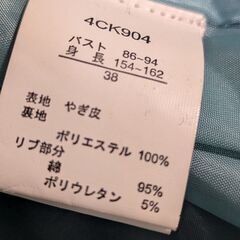 4CK904
バスト 86-94
身長 154-162
38
表地 やぎ皮
裏地
ポリエステル 100%
リブ部分
綿 95%
ポリウレタン 5%